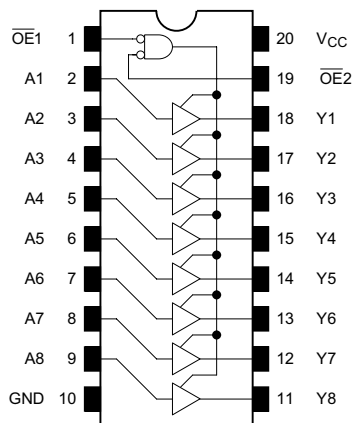 O̅E̅1 1 20 VCC
A1 2 19 O̅E̅2
A2 3 18 Y1
A3 4 17 Y2
A4 5 16 Y3
A5 6 15 Y4
A6 7 14 Y5
A7 8 13 Y6
A8 9 12 Y7
GND 10 11 Y8